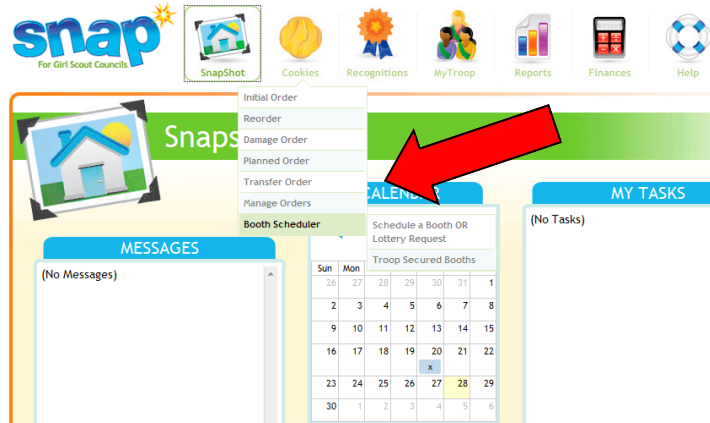 snap
For Girl Scout Councils
SnapShot
Cookies
Recognitions
MyTroop
Reports
Finances
Help
Initial Order
Reorder
Damage Order
Planned Order
Transfer Order
Manage Orders
Booth Scheduler
Schedule a Booth OR
Lottery Request
Troop Secured Booths
Snaps
MESSAGES
(No Messages)
CALENDAR
Sun Mon
26 27 28 29 30 31 1
2 3 4 5 6 7 8
9 10 11 12 13 14 15
16 17 18 19 20 21 22
x
23 24 25 26 27 28 29
30 1 2 3 4 5 6
MY TASKS
(No Tasks)